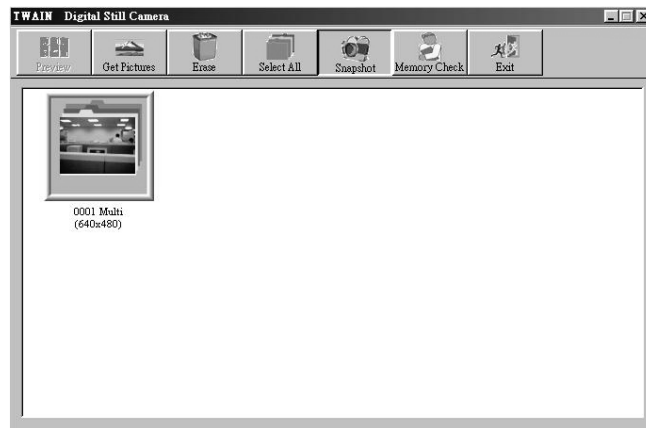 TWAIN Digital Still Camera
Preview Get Pictures Erase Select All Snapshot Memory Check Exit
0001 Multi
(640x480)